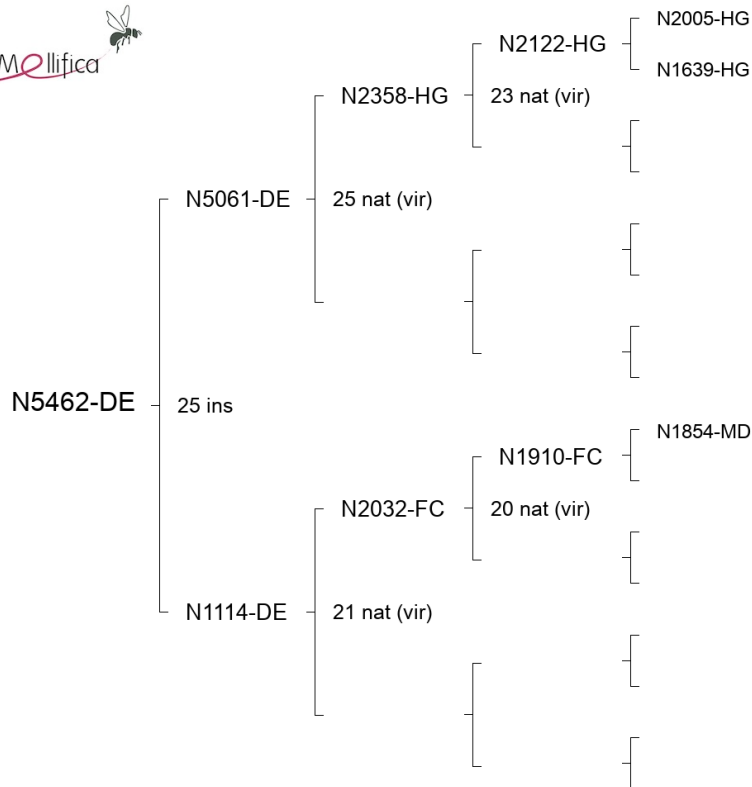 Mellifica
N2005-HG
N2122-HG
N1639-HG
N2358-HG
23 nat (vir)
N5061-DE
25 nat (vir)
N5462-DE
25 ins
N1854-MD
N1910-FC
N2032-FC
20 nat (vir)
N1114-DE
21 nat (vir)